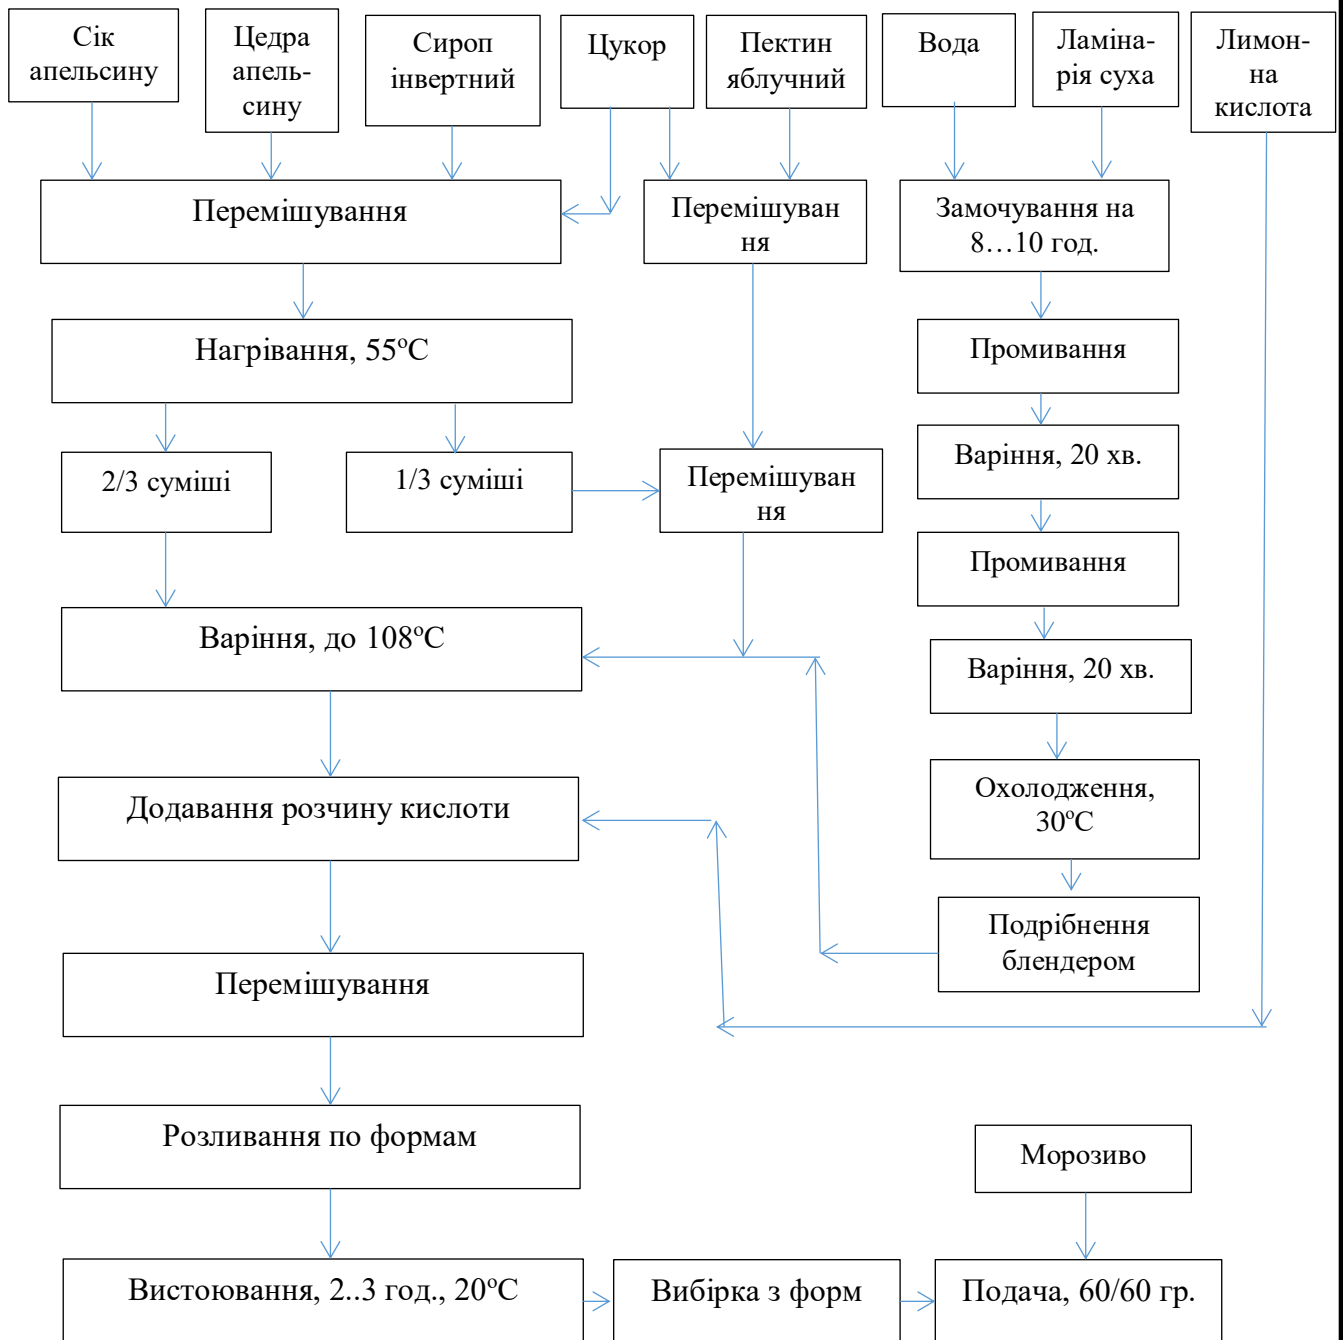 Сік
апельсину
Цедра
апель-
сину
Сироп
інвертний
Цукор
Пектин
яблучний
Вода
Ламіна-
рія суха
Лимон-
на
кислота
Перемішування
Перемішуван
ня
Замочування на
8…10 год.
Нагрівання, 55ºС
Промивання
2/3 суміші
1/3 суміші
Перемішуван
ня
Варіння, 20 хв.
Промивання
Варіння, до 108ºС
Варіння, 20 хв.
Додавання розчину кислоти
Охолодження,
30ºС
Подрібнення
блендером
Перемішування
Розливання по формам
Морозиво
Вистоювання, 2..3 год., 20ºС
Вибірка з форм
Подача, 60/60 гр.